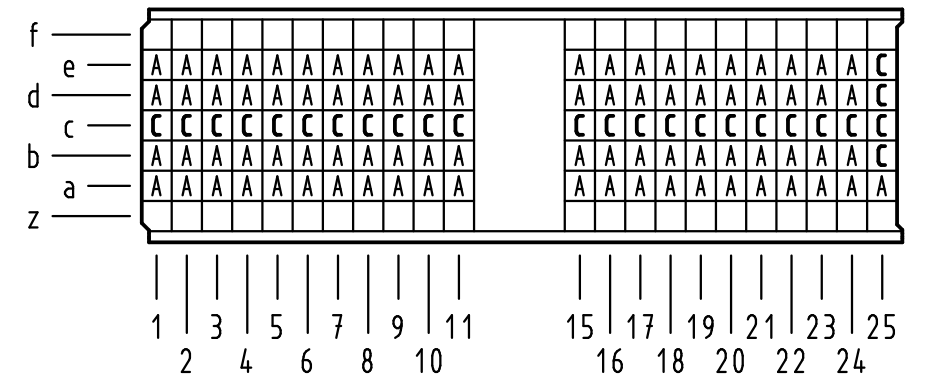 f
e A A A A A A A A A A A A A A A A A A A A A C
d A A A A A A A A A A A A A A A A A A A A A C
c C C C C C C C C C C C C C C C C C C C C C C
b A A A A A A A A A A A A A A A A A A A A A C
a A A A A A A A A A A A A A A A A A A A A A A
z
1 3 5 7 9 11 15 17 19 21 23 25
2 4 6 8 10 16 18 20 22 24